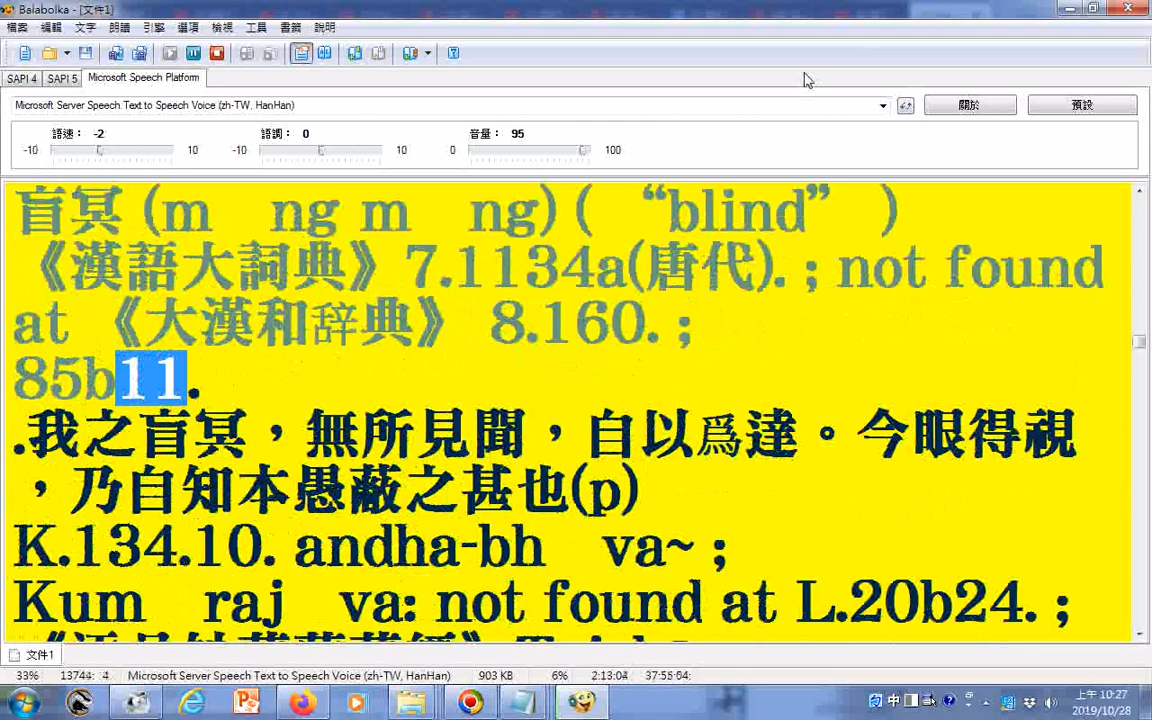 Balabolka - [文件1]
檔案 編輯 文字 朗讀 引擎 選項 檢視 工具 書籤 說明
SAPI 4 SAPI 5 Microsoft Speech Platform
Microsoft Server Speech Text to Speech Voice (zh-TW, HanHan) 關於 預設
語速： -2 語調： 0 音量： 95
-10 10 -10 10 0 100
盲冥 (m ng m ng) ( “blind” )
《漢語大詞典》 7.1134a(唐代). ; not found
at 《大漢和辞典》 8.160. ;
85b11.
.我之盲冥，無所見聞，自以爲達。今眼得視
，乃自知本愚蔽之甚也(p)
K.134.10. andha-bh va~ ;
Kum raj va: not found at L.20b24. ;
文件1
33% 13744: 4 Microsoft Server Speech Text to Speech Voice (zh-TW, HanHan) 903 KB 6% 2:13:04 37:55:04
中 上午 10:27
2019/10/28